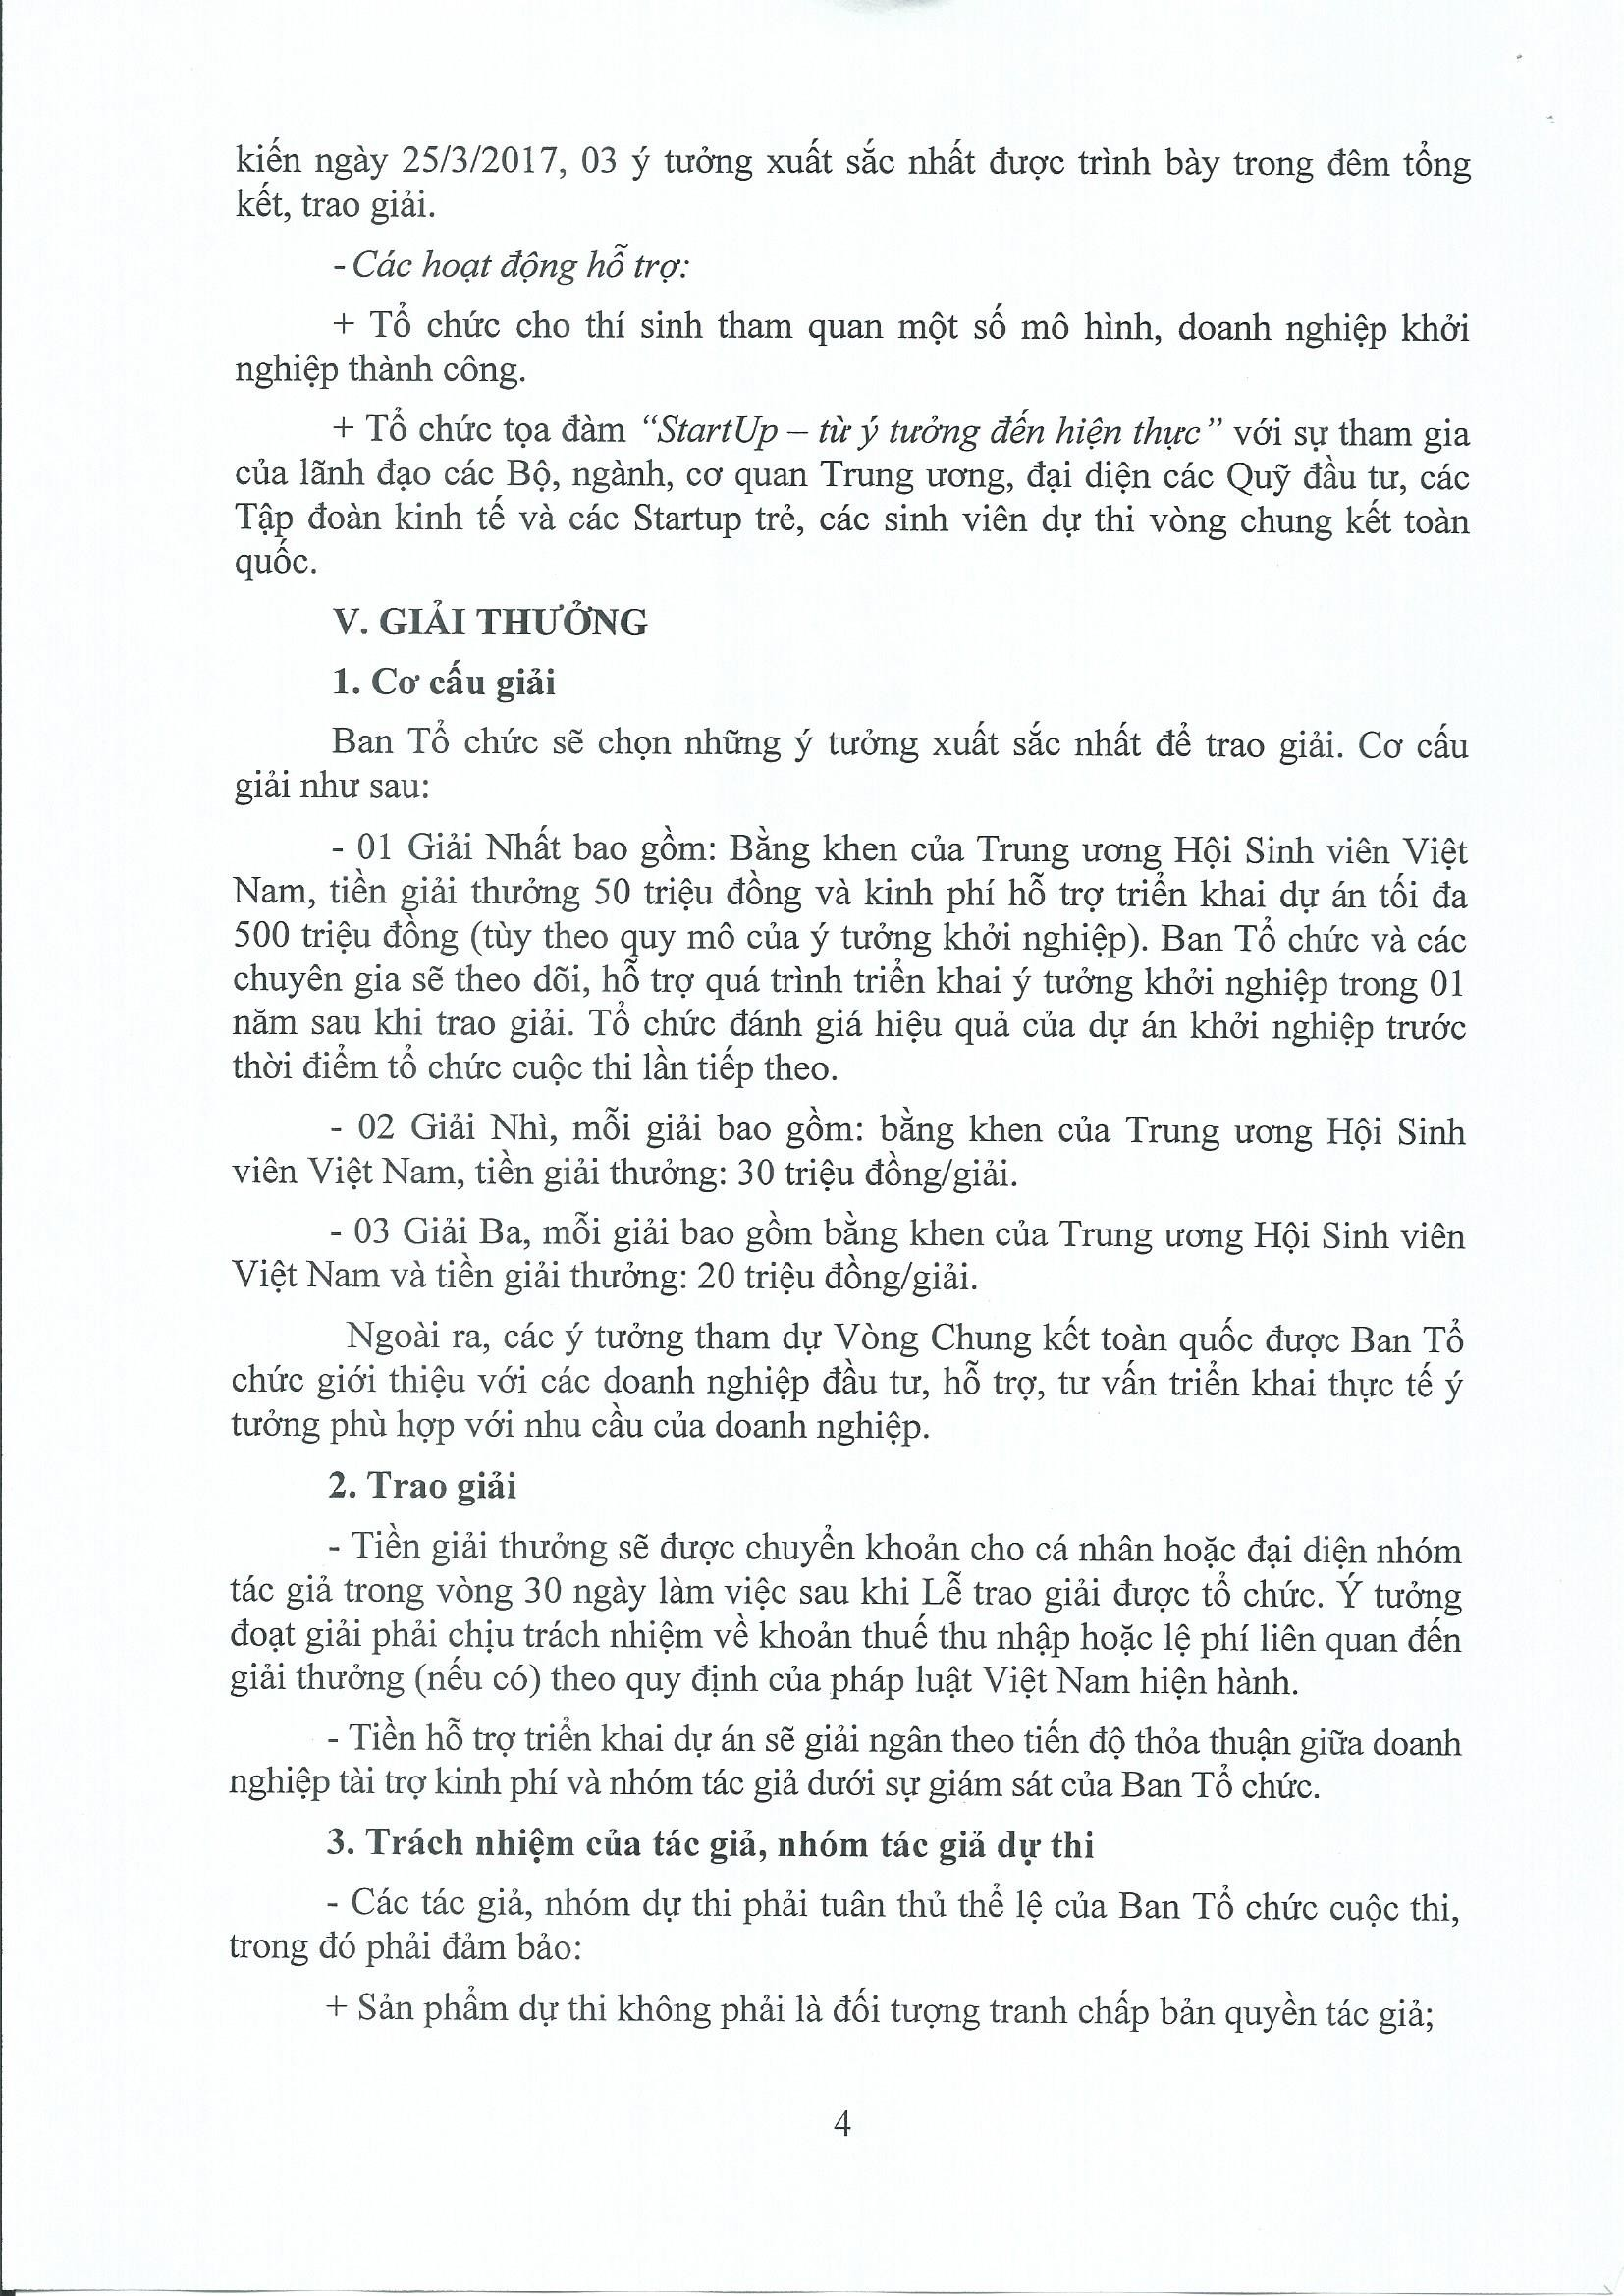 kiến ngày 25/3/2017, 03 ý tưởng xuất sắc nhất được trình bày trong đêm tổng
kết, trao giải.
- Các hoạt động hỗ trợ:
+ Tổ chức cho thí sinh tham quan một số mô hình, doanh nghiệp khởi
nghiệp thành công.
+ Tổ chức tọa đàm “StartUp – từ ý tưởng đến hiện thực” với sự tham gia
của lãnh đạo các Bộ, ngành, cơ quan Trung ương, đại diện các Quỹ đầu tư, các
Tập đoàn kinh tế và các Startup trẻ, các sinh viên dự thi vòng chung kết toàn
quốc.
V. GIẢI THƯỞNG
1. Cơ cấu giải
Ban Tổ chức sẽ chọn những ý tưởng xuất sắc nhất để trao giải. Cơ cấu
giải như sau:
- 01 Giải Nhất bao gồm: Bằng khen của Trung ương Hội Sinh viên Việt
Nam, tiền giải thưởng 50 triệu đồng và kinh phí hỗ trợ triển khai dự án tối đa
500 triệu đồng (tùy theo quy mô của ý tưởng khởi nghiệp). Ban Tổ chức và các
chuyên gia sẽ theo dõi, hỗ trợ quá trình triển khai ý tưởng khởi nghiệp trong 01
năm sau khi trao giải. Tổ chức đánh giá hiệu quả của dự án khởi nghiệp trước
thời điểm tổ chức cuộc thi lần tiếp theo.
- 02 Giải Nhì, mỗi giải bao gồm: bằng khen của Trung ương Hội Sinh
viên Việt Nam, tiền giải thưởng: 30 triệu đồng/giải.
- 03 Giải Ba, mỗi giải bao gồm bằng khen của Trung ương Hội Sinh viên
Việt Nam và tiền giải thưởng: 20 triệu đồng/giải.
Ngoài ra, các ý tưởng tham dự Vòng Chung kết toàn quốc được Ban Tổ
chức giới thiệu với các doanh nghiệp đầu tư, hỗ trợ, tư vấn triển khai thực tế ý
tưởng phù hợp với nhu cầu của doanh nghiệp.
2. Trao giải
- Tiền giải thưởng sẽ được chuyển khoản cho cá nhân hoặc đại diện nhóm
tác giả trong vòng 30 ngày làm việc sau khi Lễ trao giải được tổ chức. Ý tưởng
đoạt giải phải chịu trách nhiệm về khoản thuế thu nhập hoặc lệ phí liên quan đến
giải thưởng (nếu có) theo quy định của pháp luật Việt Nam hiện hành.
- Tiền hỗ trợ triển khai dự án sẽ giải ngân theo tiến độ thỏa thuận giữa doanh
nghiệp tài trợ kinh phí và nhóm tác giả dưới sự giám sát của Ban Tổ chức.
3. Trách nhiệm của tác giả, nhóm tác giả dự thi
- Các tác giả, nhóm dự thi phải tuân thủ thể lệ của Ban Tổ chức cuộc thi,
trong đó phải đảm bảo:
+ Sản phẩm dự thi không phải là đối tượng tranh chấp bản quyền tác giả;
4